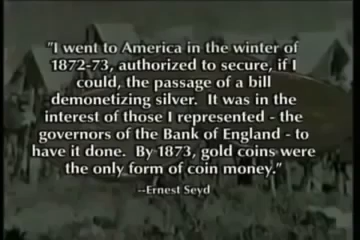 "I went to America in the winter of
1872-73, authorized to secure, if I
could, the passage of a bill
demonetizing silver. It was in the
interest of those I represented - the
governors of the Bank of England - to
have it done. By 1873, gold coins were
the only form of coin money."
--Ernest Seyd